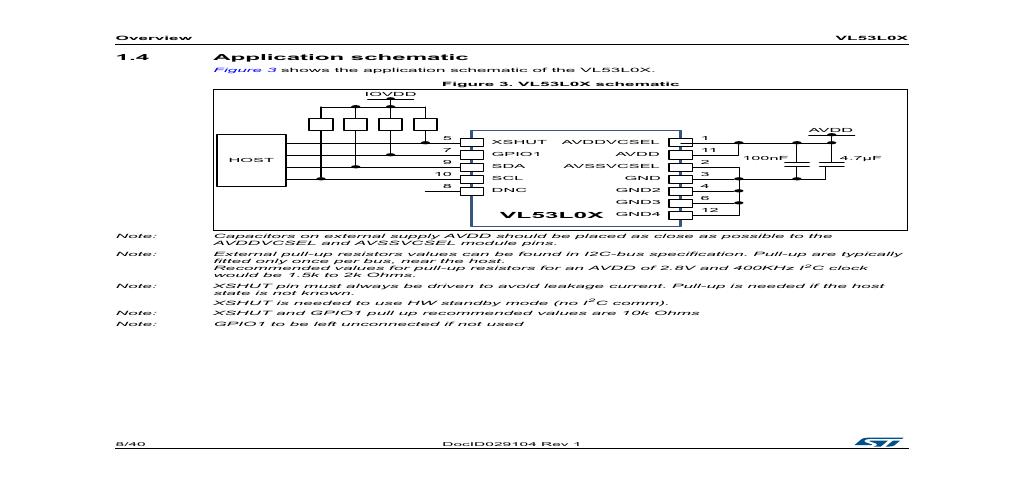 Overview VL53L0X
1.4 Application schematic
Figure 3 shows the application schematic of the VL53L0X.
Figure 3. VL53L0X schematic
IOVDD
AVDD
HOST
5 XSHUT AVDDVCSEL 1
7 GPIO1 AVDD 11
100nF 4.7µF
9 SDA AVSSVCSEL 2
10 SCL GND 3
8 DNC GND2 4
GND3 6
VL53L0X GND4 12
Note: Capacitors on external supply AVDD should be placed as close as possible to the
AVDDVCSEL and AVSSVCSEL module pins.
Note: External pull-up resistors values can be found in I2C-bus specification. Pull-up are typically
fitted only once per bus, near the host.
Recommended values for pull-up resistors for an AVDD of 2.8V and 400KHz I²C clock
would be 1.5k to 2k Ohms.
Note: XSHUT pin must always be driven to avoid leakage current. Pull-up is needed if the host
state is not known.
XSHUT is needed to use HW standby mode (no I²C comm).
Note: XSHUT and GPIO1 pull up recommended values are 10k Ohms
Note: GPIO1 to be left unconnected if not used
8/40 DocID029104 Rev 1
ST